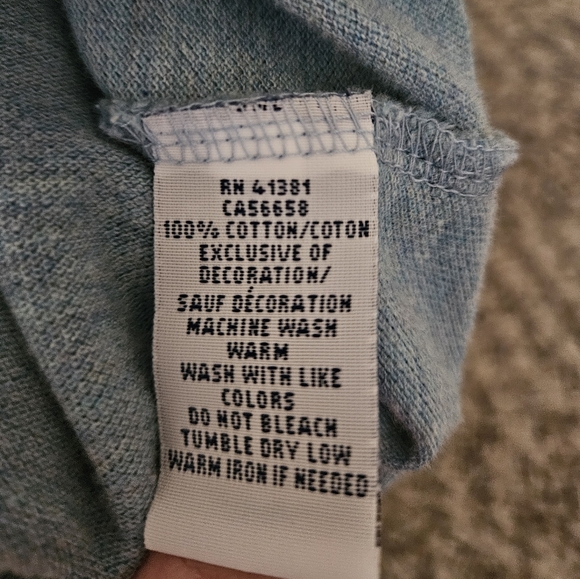 RN 41381
CA56658
100% COTTON/COTON
EXCLUSIVE OF
DECORATION/
SAUF DÉCORATION
MACHINE WASH
WARM
WASH WITH LIKE
COLORS
DO NOT BLEACH
TUMBLE DRY LOW
WARM IRON IF NEEDED